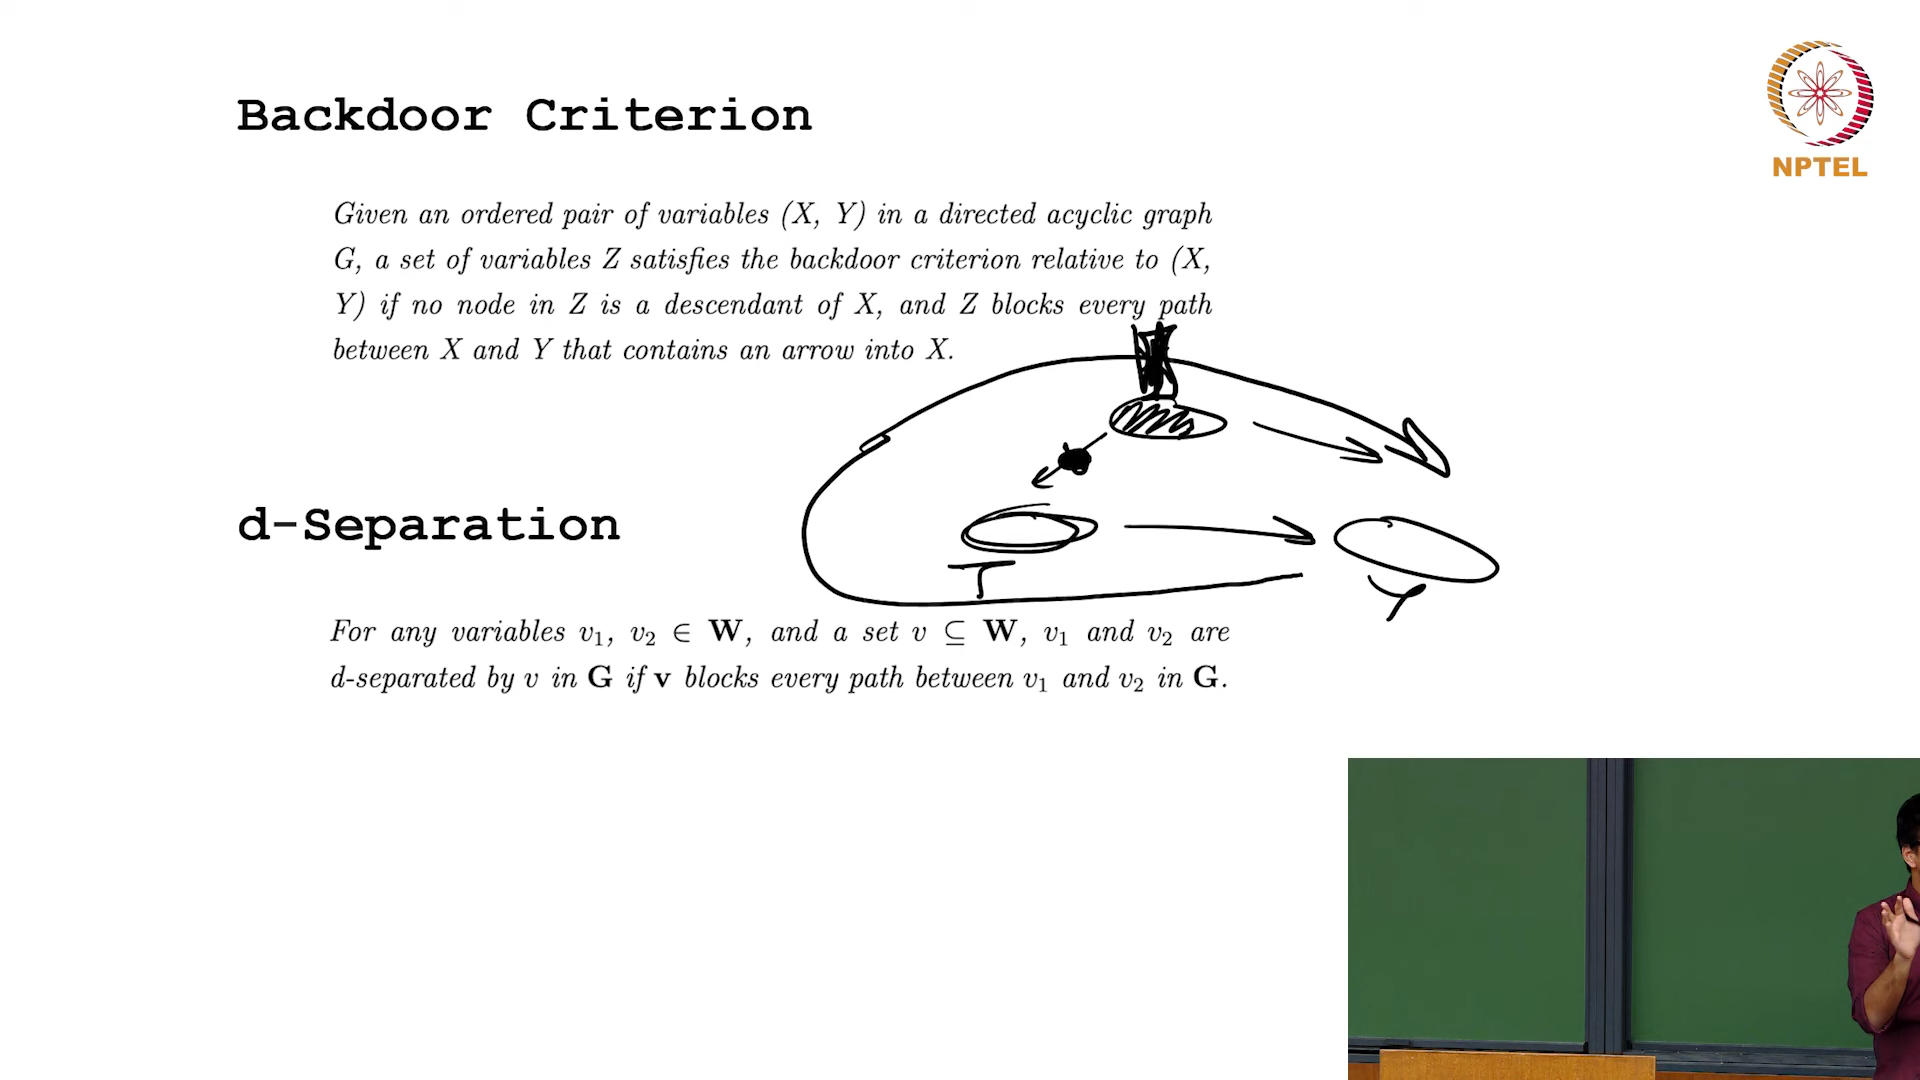 Backdoor Criterion
NPTEL
Given an ordered pair of variables (X, Y) in a directed acyclic graph
G, a set of variables Z satisfies the backdoor criterion relative to (X,
Y) if no node in Z is a descendant of X, and Z blocks every path
between X and Y that contains an arrow into X.
d-Separation
T
Y
For any variables v₁, v₂ ∈ W, and a set v ⊆ W, v₁ and v₂ are
d-separated by v in G if v blocks every path between v₁ and v₂ in G.